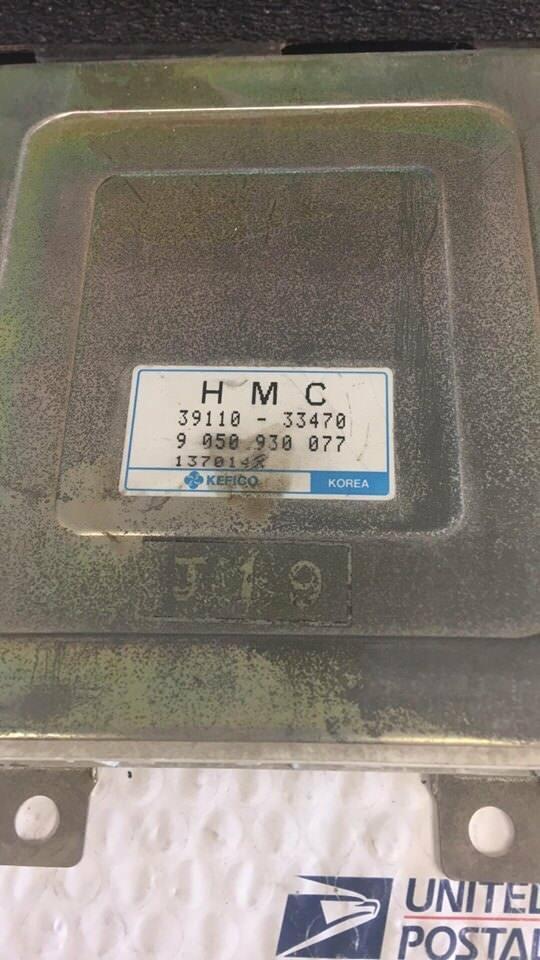 H M C
39110 - 33470
9 050 930 077
KEFICO KOREA
J19
UNITED
POSTAL